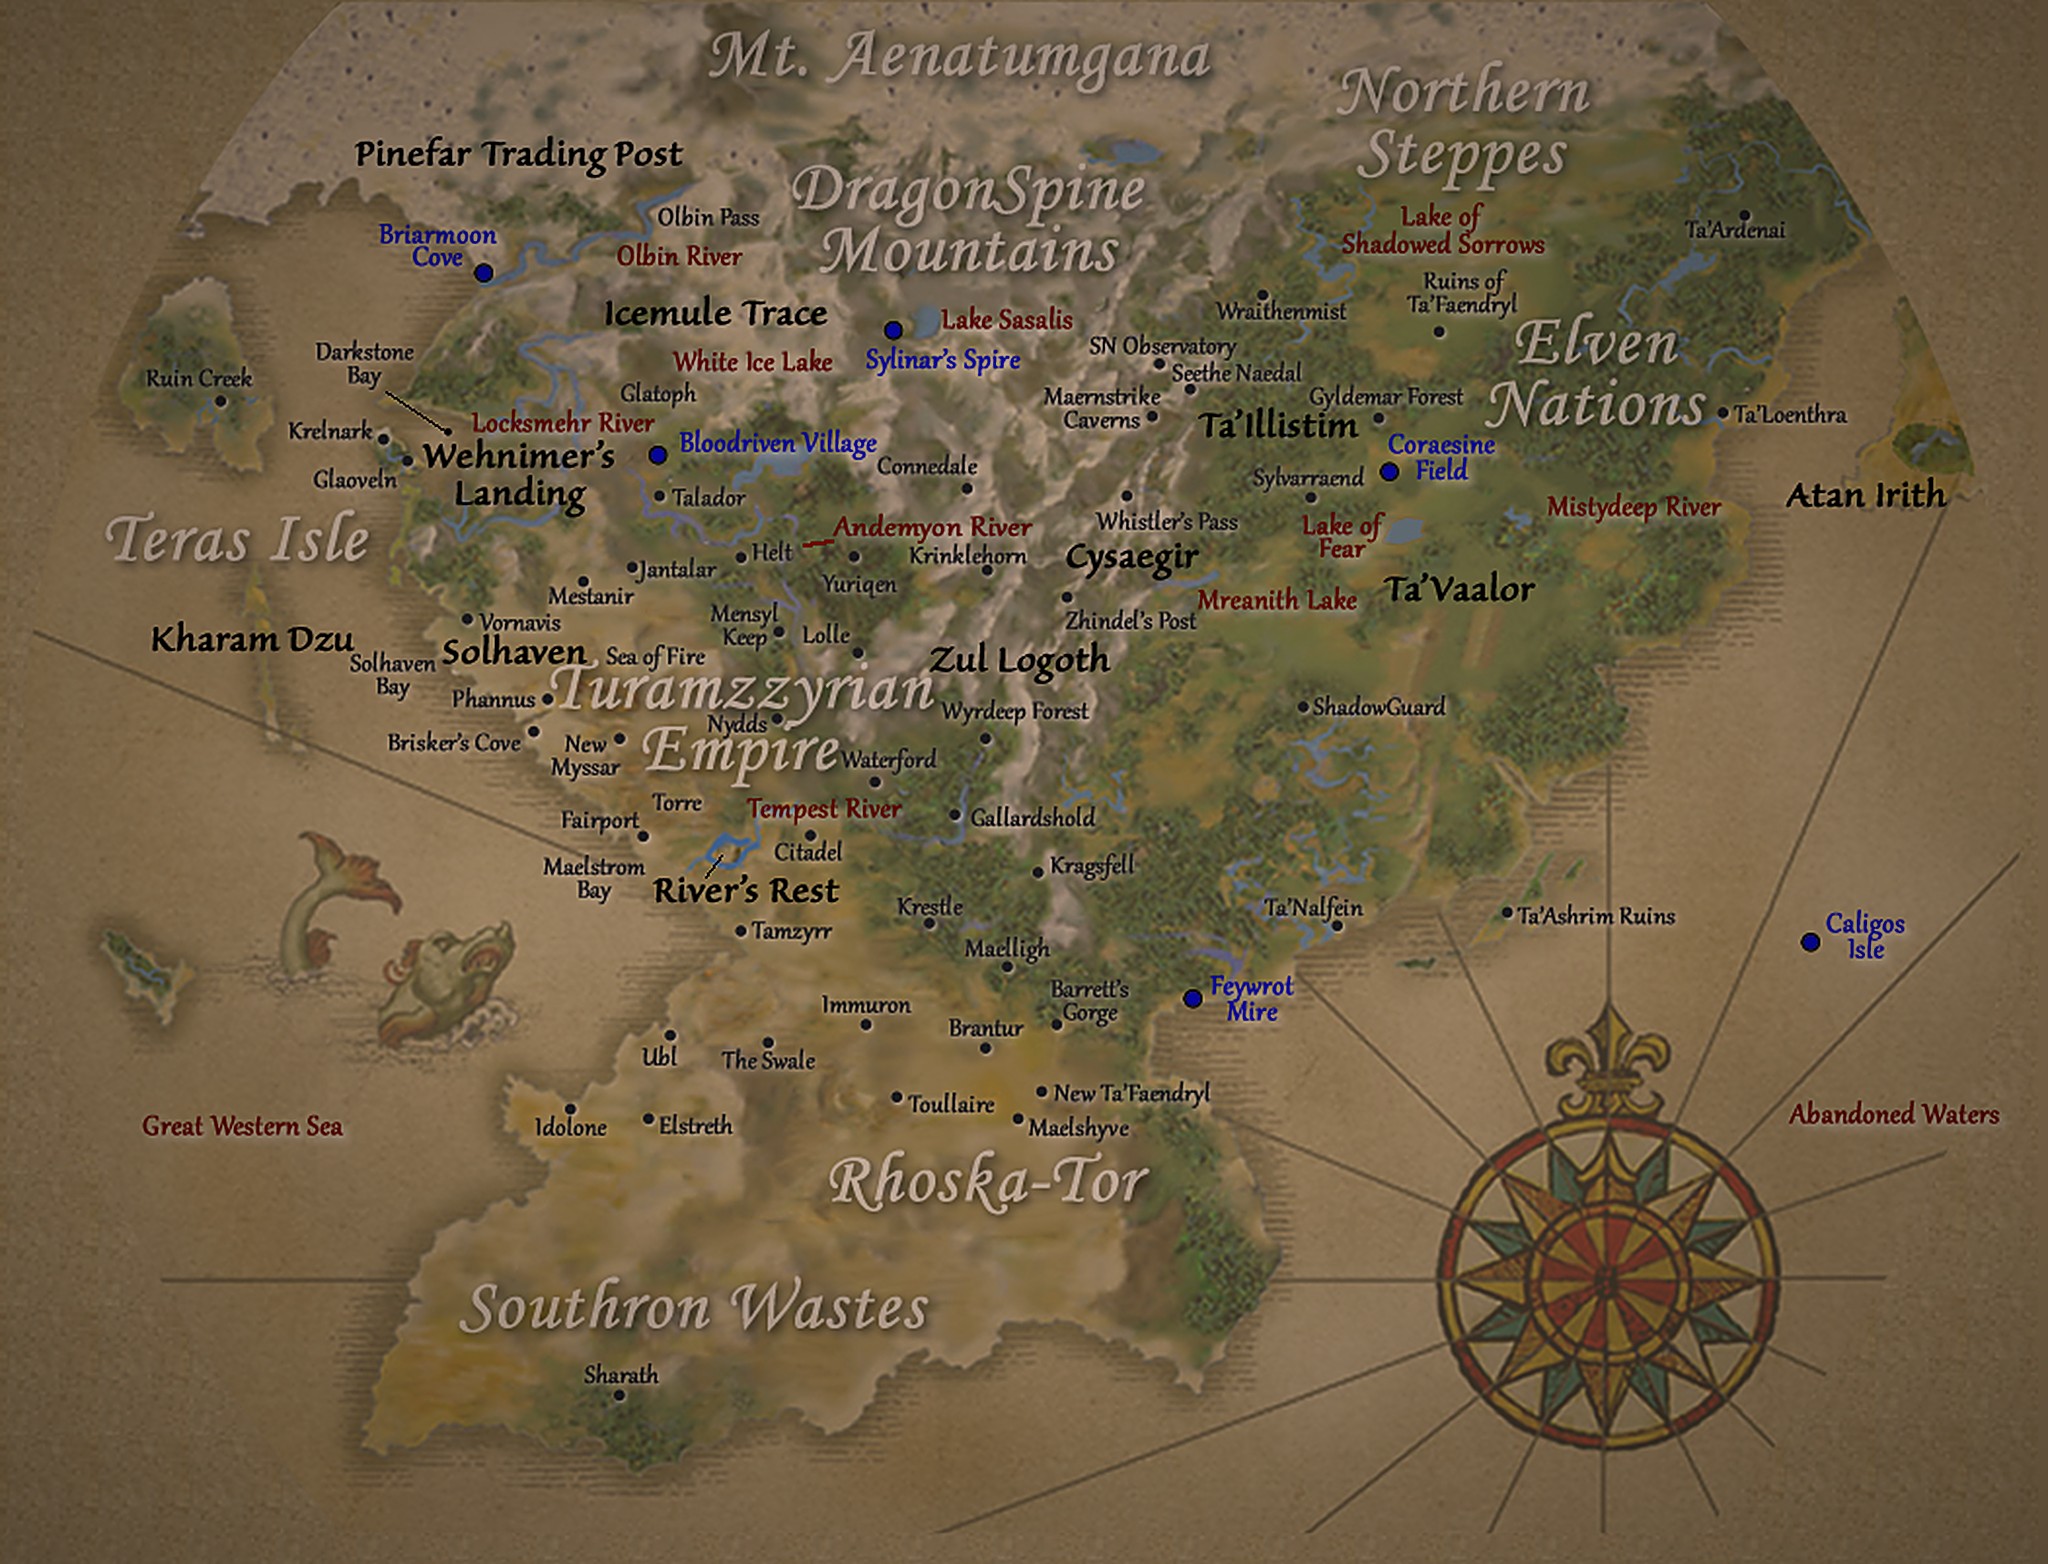 Mt. Aenatumgana
Northern
Steppes
Pinefar Trading Post
DragonSpine
Mountains
Olbin Pass
Olbin River
Briarmoon
Cove
Lake of
Shadowed Sorrows
Ta'Ardenai
Ruins of
Ta'Faendryl
Wraithenmist
Icemule Trace
Lake Sasalis
Sylinar's Spire
White Ice Lake
Elven
Nations
SN Observatory
Seethe Naedal
Darkstone
Bay
Ruin Creek
Glatoph
Maernstrike
Caverns
Gyldemar Forest
Ta'Illistim
Ta'Loenthra
Krelnark
Locksmehr River
Wehnimer's
Landing
Bloodriven Village
Coraesine
Field
Glaoveln
Connedale
Sylvarraend
Talador
Atan Irith
Mistydeep River
Teras Isle
Andemyon River
Whistler's Pass
Lake of
Fear
Helt
Krinklehorn
Cysaegir
Jantalar
Yuriqen
Mestanir
Ta'Vaalor
Mreanith Lake
Mensyl
Keep
Lolle
Zhindel's Post
Vornavis
Kharam Dzu
Solhaven
Solhaven
Bay
Sea of Fire
Zul Logoth
Turamzzyrian
Empire
Phannus
Nydds
Wyrdeep Forest
ShadowGuard
Brisker's Cove
New
Myssar
Waterford
Torre
Tempest River
Fairport
Gallardshold
Citadel
Maelstrom
Bay
River's Rest
Kragsfell
Krestle
Ta'Nalfein
Ta'Ashrim Ruins
Caligos
Isle
Tamzyrr
Maelligh
Feywrot
Mire
Barrett's
Gorge
Immuron
Brantur
Ubl
The Swale
New Ta'Faendryl
Toullaire
Idolone
Elstreth
Maelshyve
Great Western Sea
Abandoned Waters
Rhoska-Tor
Southron Wastes
Sharath